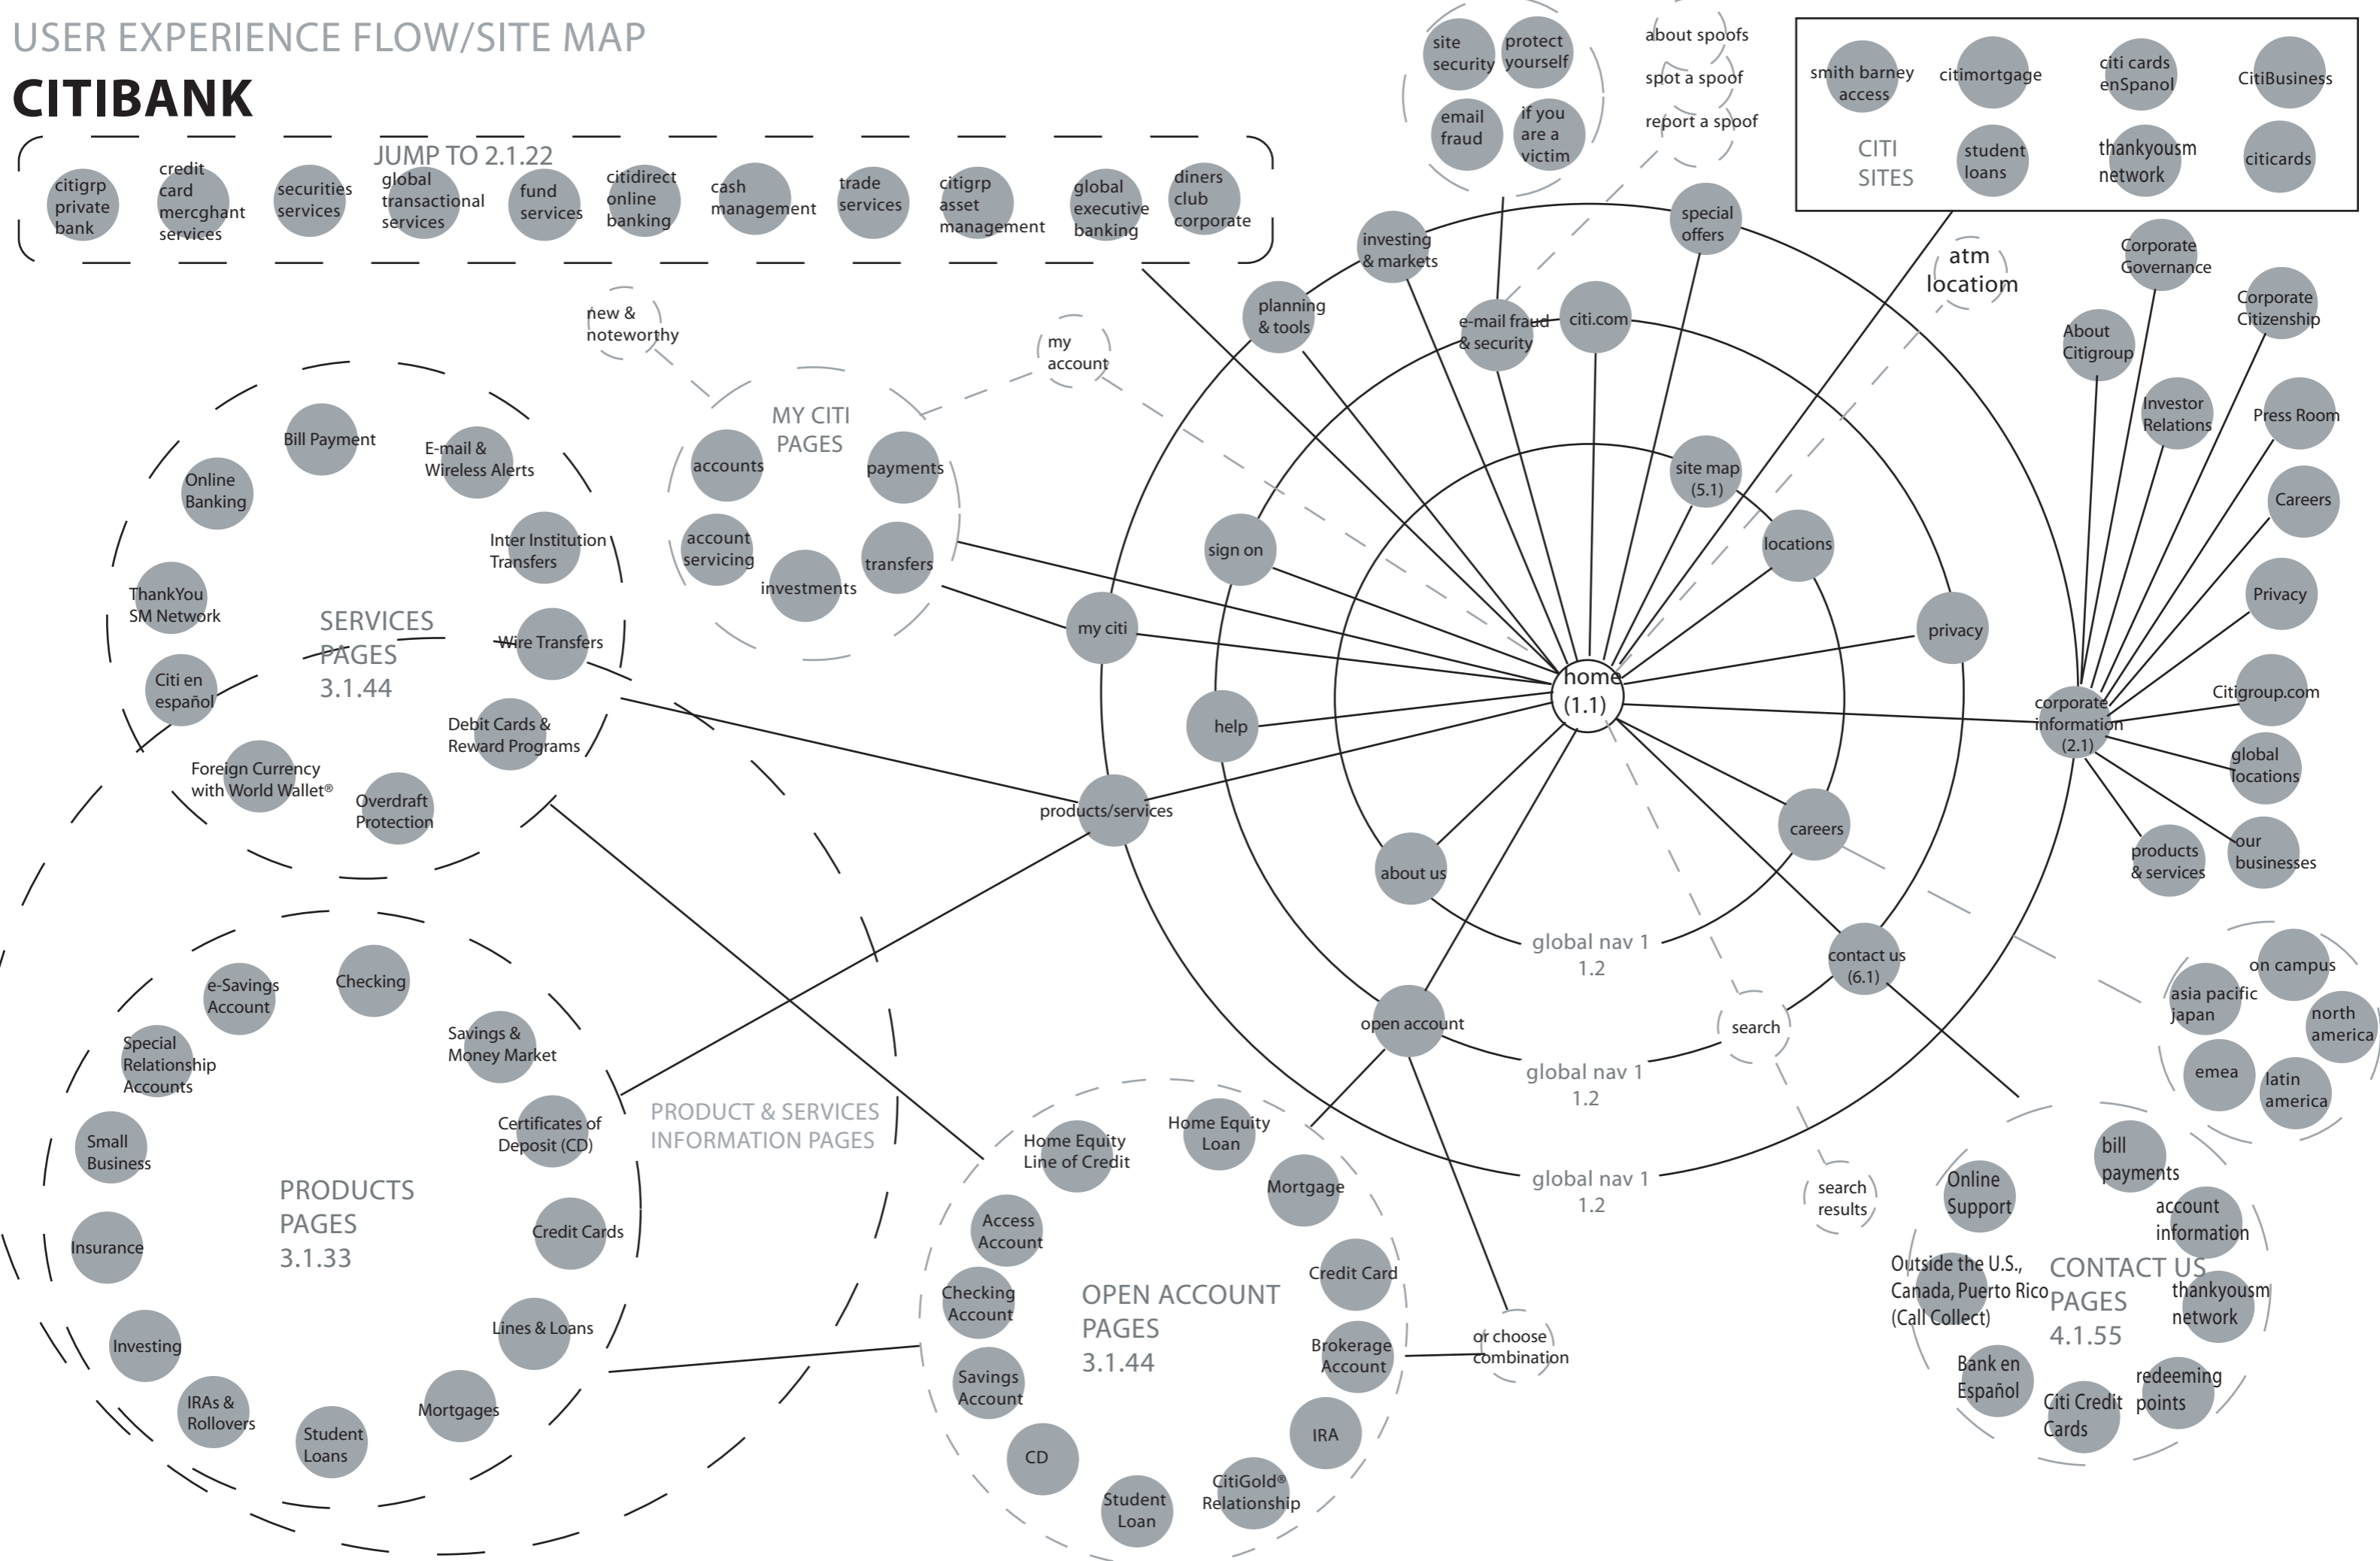 USER EXPERIENCE FLOW/SITE MAP
CITIBANK
JUMP TO 2.1.22
citigrp
private
bank
credit
card
mercghant
services
securities
services
global
transactional
services
fund
services
citidirect
online
banking
cash
management
trade
services
citigrp
asset
management
global
executive
banking
diners
club
corporate
site
security
protect
yourself
email
fraud
if you
are a
victim
about spoofs
spot a spoof
report a spoof
smith barney
access
citimortgage
citi cards
enSpanol
CitiBusiness
CITI
SITES
student
loans
thankyousm
network
citicards
new &
noteworthy
my
account
MY CITI
PAGES
accounts
payments
account
servicing
investments
transfers
planning
& tools
investing
& markets
special
offers
e-mail fraud
& security
citi.com
atm
locatiom
site map
(5.1)
locations
sign on
my citi
privacy
home
(1.1)
help
products/services
about us
careers
contact us
(6.1)
open account
search
global nav 1
1.2
global nav 1
1.2
global nav 1
1.2
search
results
corporate
information
(2.1)
Corporate
Governance
Corporate
Citizenship
About
Citigroup
Investor
Relations
Press Room
Careers
Privacy
Citigroup.com
global
locations
our
businesses
products
& services
on campus
asia pacific
japan
north
america
emea
latin
america
SERVICES
PAGES
3.1.44
Bill Payment
E-mail &
Wireless Alerts
Online
Banking
Inter Institution
Transfers
ThankYou
SM Network
Wire Transfers
Citi en
español
Debit Cards &
Reward Programs
Foreign Currency
with World Wallet®
Overdraft
Protection
PRODUCTS
PAGES
3.1.33
e-Savings
Account
Checking
Special
Relationship
Accounts
Savings &
Money Market
Small
Business
Certificates of
Deposit (CD)
Insurance
Credit Cards
Investing
Lines & Loans
IRAs &
Rollovers
Student
Loans
Mortgages
PRODUCT & SERVICES
INFORMATION PAGES
OPEN ACCOUNT
PAGES
3.1.44
Home Equity
Line of Credit
Home Equity
Loan
Mortgage
Access
Account
Credit Card
Checking
Account
Brokerage
Account
Savings
Account
IRA
CD
CitiGold®
Relationship
Student
Loan
or choose
combination
CONTACT US
PAGES
4.1.55
Online
Support
bill
payments
account
information
Outside the U.S.,
Canada, Puerto Rico
(Call Collect)
thankyousm
network
Bank en
Español
Citi Credit
Cards
redeeming
points